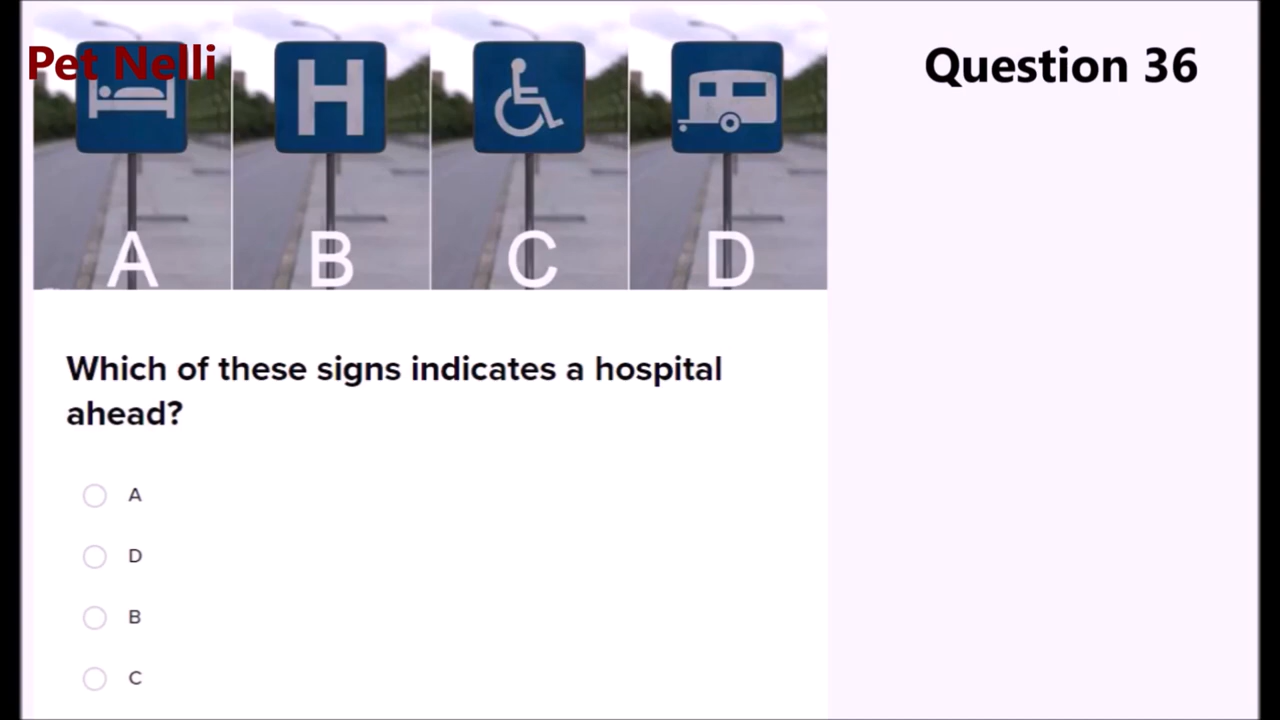 Pet Nelli
Question 36
H
A B C D
Which of these signs indicates a hospital
ahead?
A
D
B
C